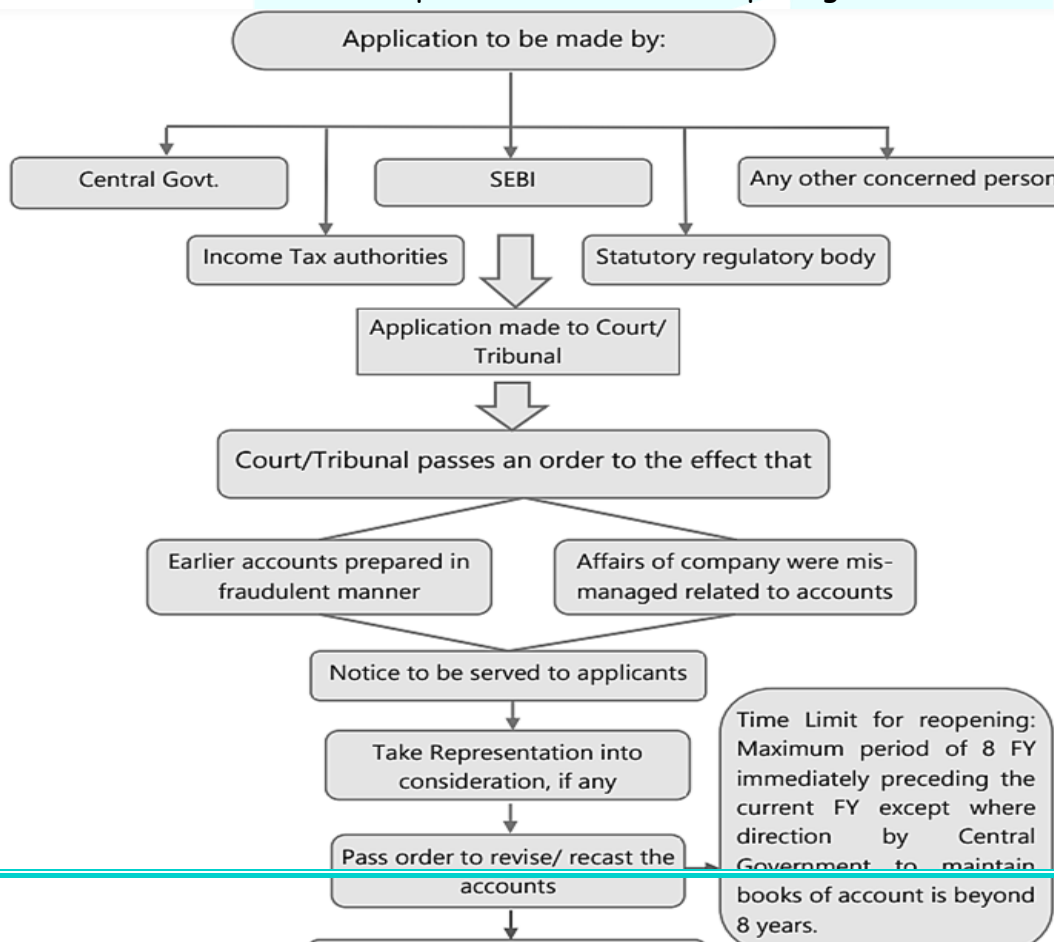 Application to be made by:
Central Govt.
SEBI
Any other concerned person
Income Tax authorities
Statutory regulatory body
Application made to Court/
Tribunal
Court/Tribunal passes an order to the effect that
Earlier accounts prepared in
fraudulent manner
Affairs of company were mis-
managed related to accounts
Notice to be served to applicants
Take Representation into
consideration, if any
Pass order to revise/ recast the
accounts
Time Limit for reopening:
Maximum period of 8 FY
immediately preceding the
current FY except where
direction by Central
Government to maintain
books of account is beyond
8 years.